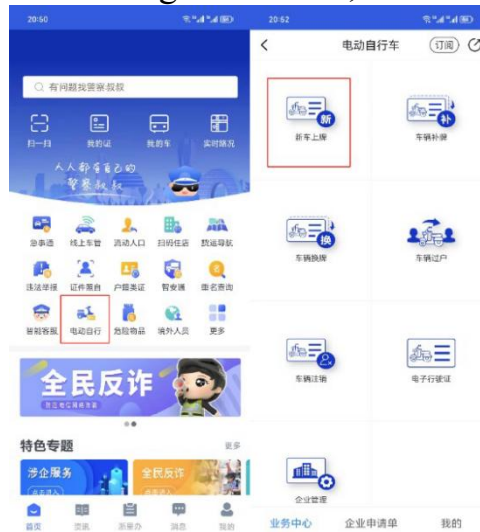 20:50
有问题找警察叔叔
扫一扫
我的证
我的车
实时路况
人人都有自己的
警察叔叔
急事通
线上车管
流动人口
扫码住店
数运导航
违法举报
证件照自
户籍类证
智安通
重名查询
智能客服
电动自行
危险物品
境外人员
更多
全民反诈
特色专题
更多
涉企服务
全民反诈
首页
消息
我的
20:52
电动自行车
订阅
新
新车上牌
补
车辆补牌
换
车辆换牌
车辆过户
车辆注销
电子行驶证
企业管理
业务中心
企业申请单
我的